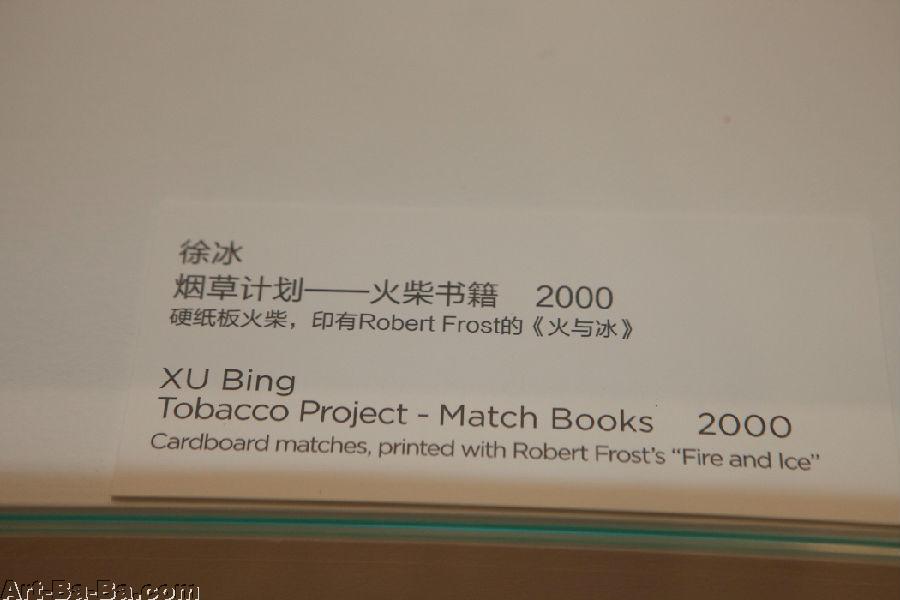 徐冰
烟草计划——火柴书籍 2000
硬纸板火柴，印有Robert Frost的《火与冰》
XU Bing
Tobacco Project - Match Books 2000
Cardboard matches, printed with Robert Frost's “Fire and Ice”
Art-Ba-Ba.com